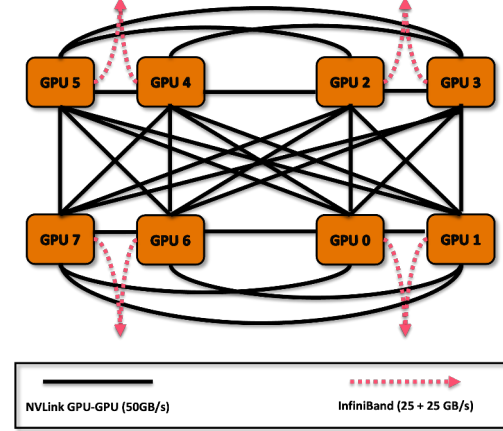 GPU 5 GPU 4 GPU 2 GPU 3
GPU 7 GPU 6 GPU 0 GPU 1
NVLink GPU-GPU (50GB/s) InfiniBand (25 + 25 GB/s)